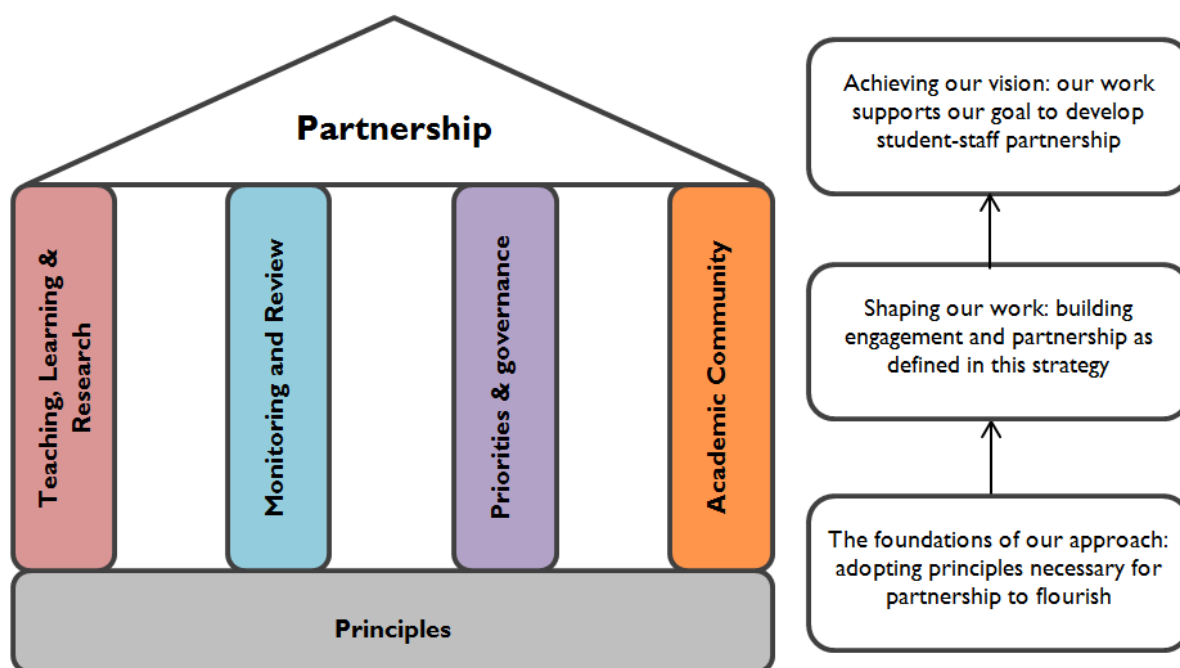 Partnership
Teaching, Learning &
Research
Monitoring and Review
Priorities & governance
Academic Community
Principles
Achieving our vision: our work
supports our goal to develop
student-staff partnership
Shaping our work: building
engagement and partnership as
defined in this strategy
The foundations of our approach:
adopting principles necessary for
partnership to flourish